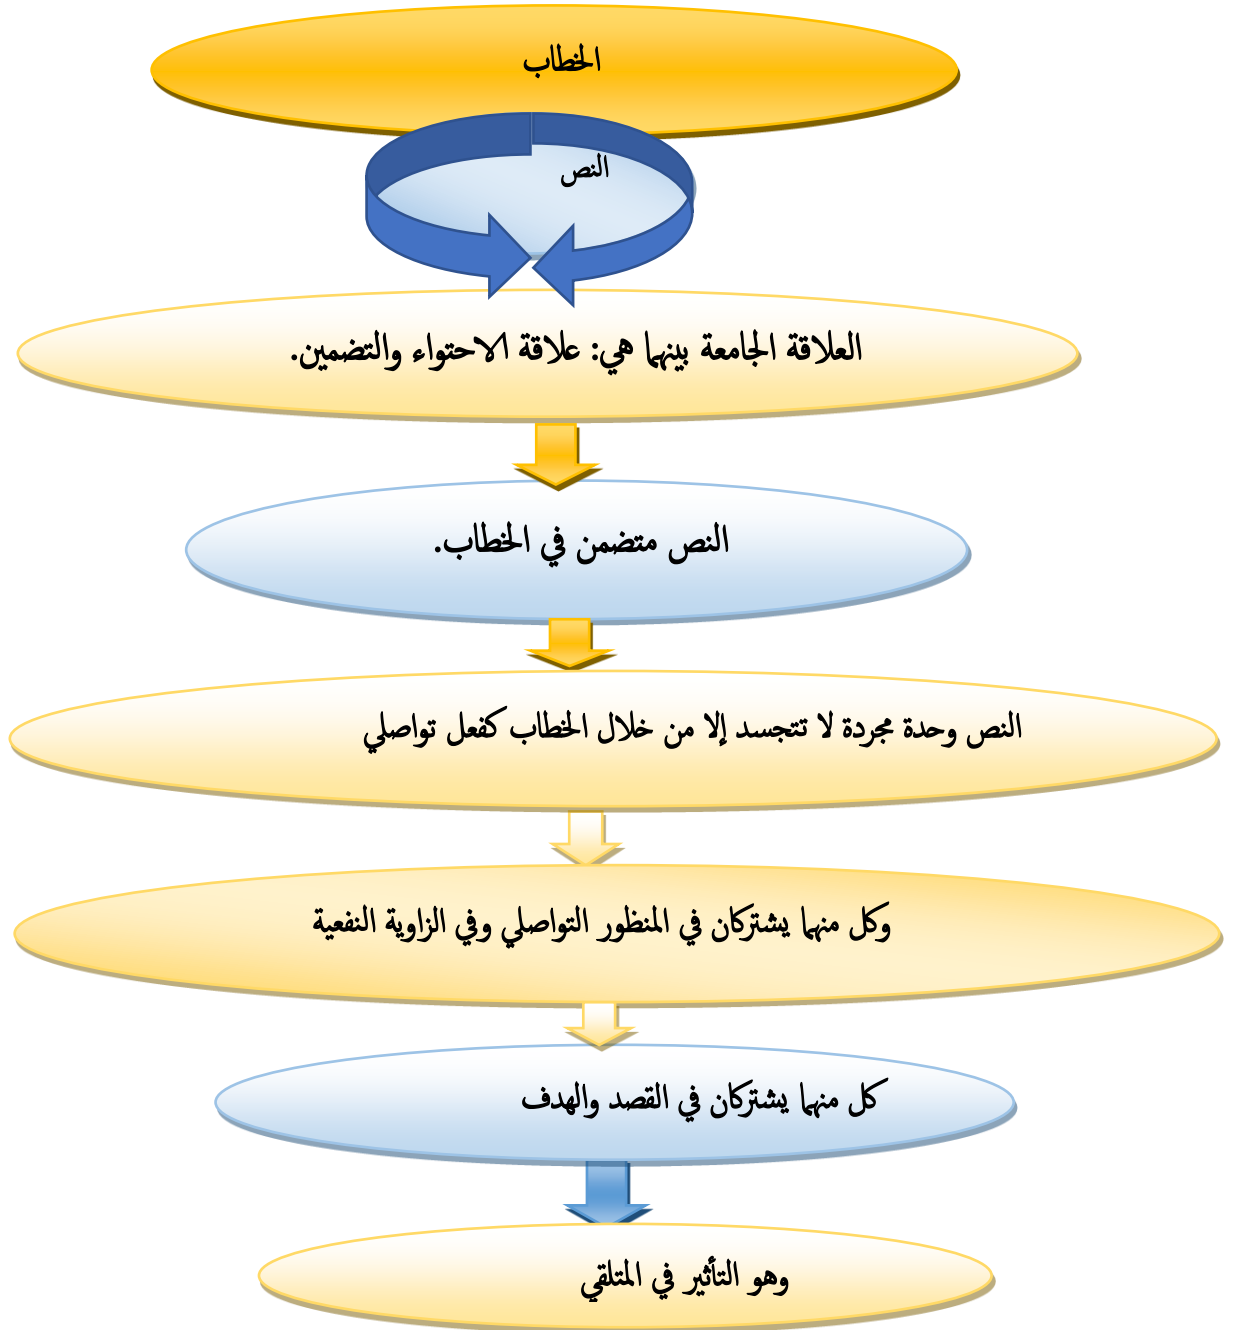 الخطاب
النص
العلاقة الجامعة بينهما هي: علاقة الاحتواء والتضمين.
النص متضمن في الخطاب.
النص وحدة مجردة لا تتجسد إلا من خلال الخطاب كفعل تواصلي
وكل منهما يشتركان في المنظور التواصلي وفي الزاوية النفعية
كل منهما يشتركان في القصد والهدف
وهو التأثير في المتلقي